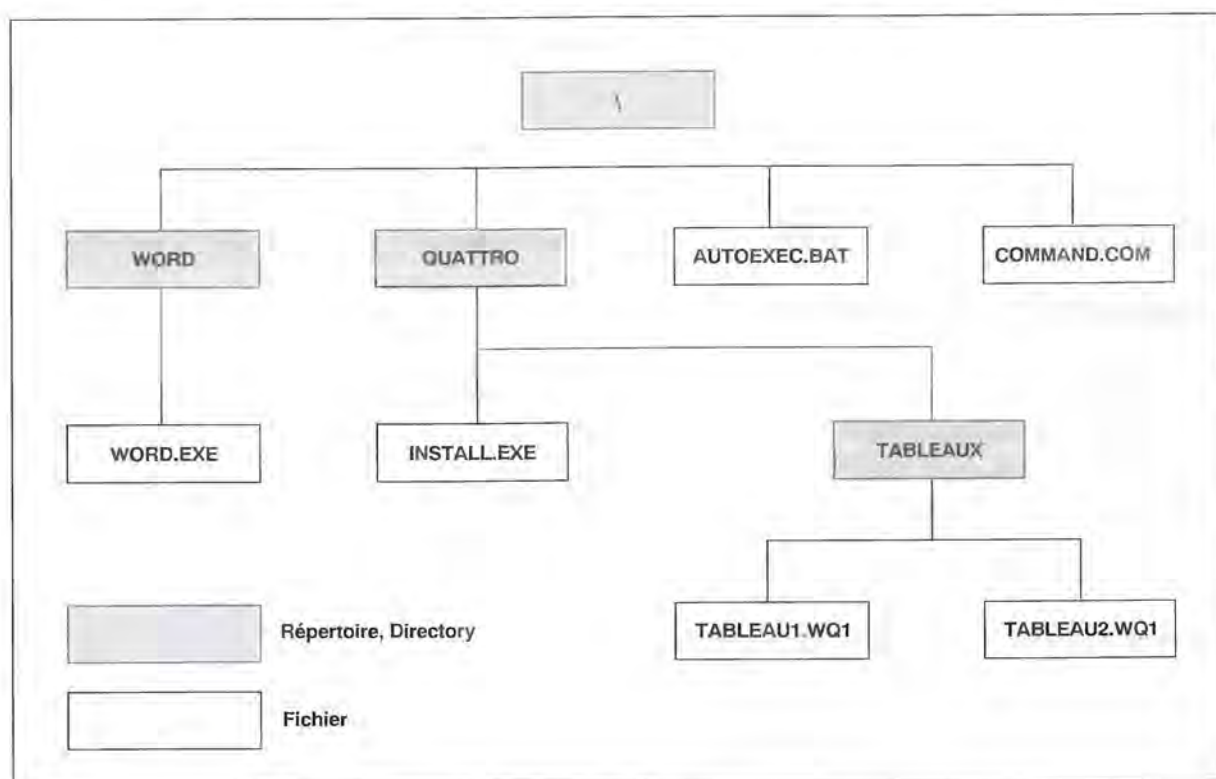 \
WORD
QUATTRO
AUTOEXEC.BAT
COMMAND.COM
WORD.EXE
INSTALL.EXE
TABLEAUX
TABLEAU1.WQ1
TABLEAU2.WQ1
Répertoire, Directory
Fichier